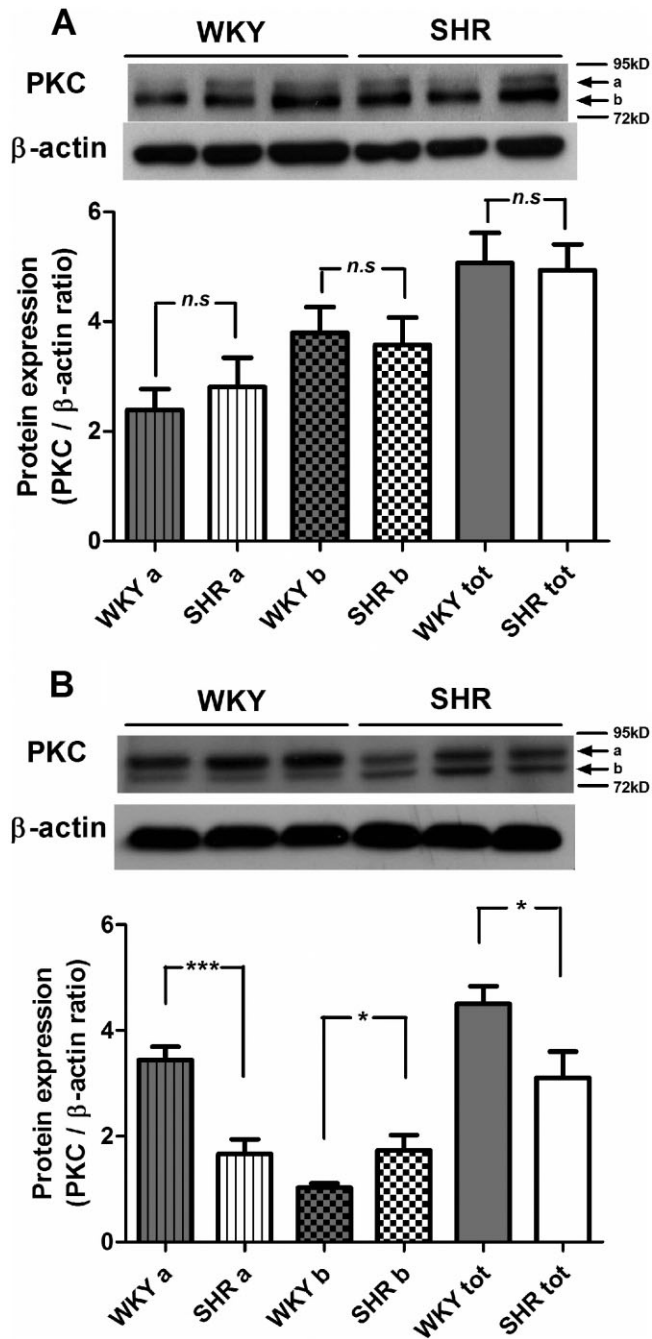 A
WKY SHR
95kD
PKC
a
b
72kD
β-actin
Protein expression
(PKC / β-actin ratio)
6
4
2
0
n.s
n.s
n.s
WKY a
SHR a
WKY b
SHR b
WKY tot
SHR tot
B
WKY SHR
95kD
PKC
a
b
72kD
β-actin
Protein expression
(PKC / β-actin ratio)
6
4
2
0
***
*
*
WKY a
SHR a
WKY b
SHR b
WKY tot
SHR tot